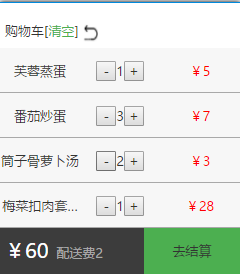 购物车[清空]
芙蓉蒸蛋 - 1 + ￥5
番茄炒蛋 - 3 + ￥7
筒子骨萝卜汤 - 2 + ￥3
梅菜扣肉套... - 1 + ￥28
￥60 配送费2 去结算